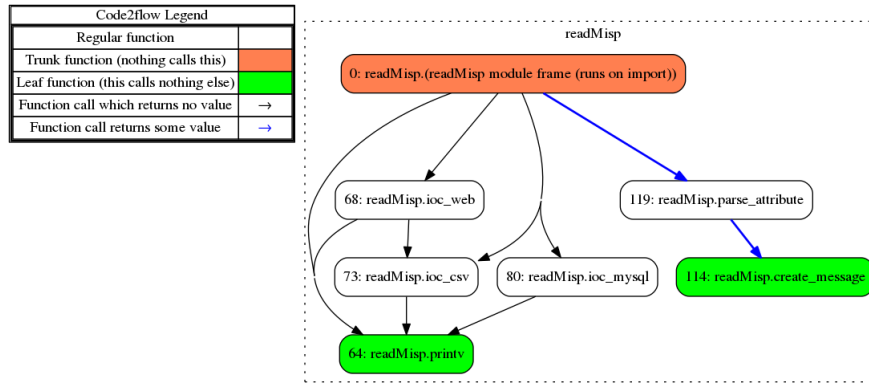 Code2flow Legend
Regular function
Trunk function (nothing calls this)
Leaf function (this calls nothing else)
Function call which returns no value →
Function call returns some value →
readMisp
0: readMisp.(readMisp module frame (runs on import))
68: readMisp.ioc_web
119: readMisp.parse_attribute
73: readMisp.ioc_csv
80: readMisp.ioc_mysql
114: readMisp.create_message
64: readMisp.printv